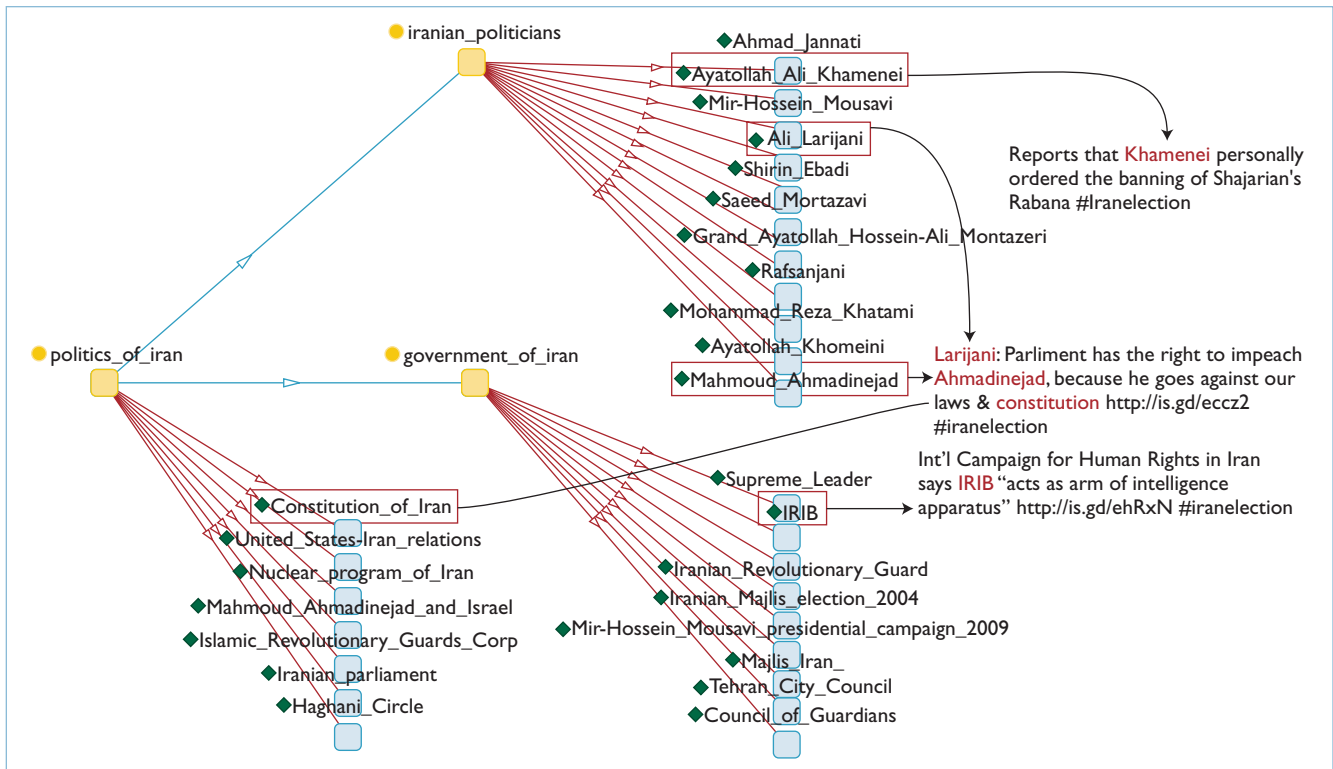 iranian_politicians
Ahmad_Jannati
Ayatollah_Ali_Khamenei
Mir-Hossein_Mousavi
Ali_Larijani
Shirin_Ebadi
Saeed_Mortazavi
Grand_Ayatollah_Hossein-Ali_Montazeri
Rafsanjani
Mohammad_Reza_Khatami
Ayatollah_Khomeini
Mahmoud_Ahmadinejad
Reports that Khamenei personally
ordered the banning of Shajarian's
Rabana #Iranelection
politics_of_iran
government_of_iran
Larijani: Parliment has the right to impeach
Ahmadinejad, because he goes against our
laws & constitution http://is.gd/eccz2
#iranelection
Int'l Campaign for Human Rights in Iran
says IRIB “acts as arm of intelligence
apparatus” http://is.gd/ehRxN #iranelection
Constitution_of_Iran
United_States-Iran_relations
Nuclear_program_of_Iran
Mahmoud_Ahmadinejad_and_Israel
Islamic_Revolutionary_Guards_Corp
Iranian_parliament
Haghani_Circle
Supreme_Leader
IRIB
Iranian_Revolutionary_Guard
Iranian_Majlis_election_2004
Mir-Hossein_Mousavi_presidential_campaign_2009
Majlis_Iran_
Tehran_City_Council
Council_of_Guardians